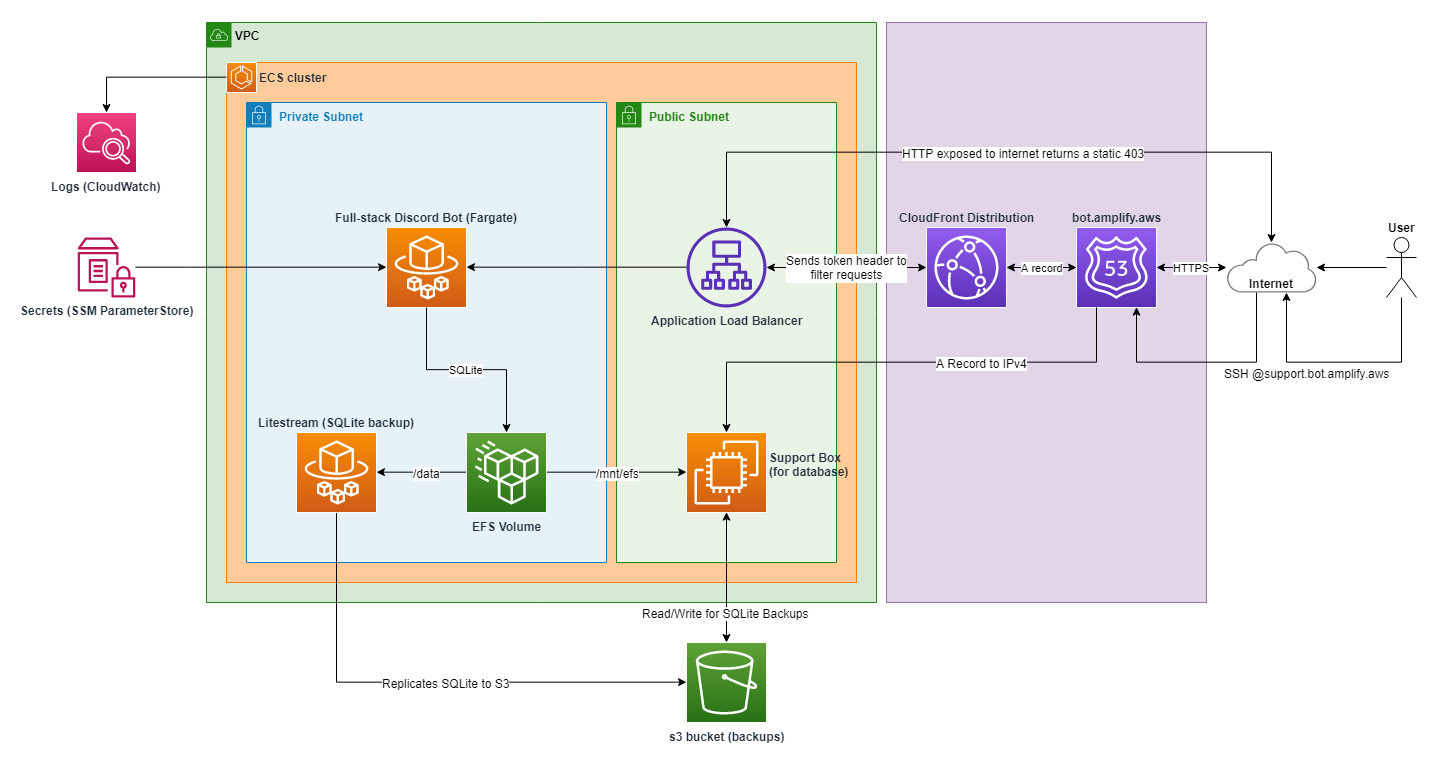 VPC
ECS cluster
Private Subnet
Public Subnet
HTTP exposed to internet returns a static 403
Logs (CloudWatch)
Full-stack Discord Bot (Fargate)
CloudFront Distribution
bot.amplify.aws
User
Sends token header to
filter requests
A record
53
HTTPS
Internet
Secrets (SSM ParameterStore)
Application Load Balancer
SQLite
A Record to IPv4
SSH @support.bot.amplify.aws
Litestream (SQLite backup)
/data
/mnt/efs
Support Box
(for database)
EFS Volume
Read/Write for SQLite Backups
Replicates SQLite to S3
s3 bucket (backups)